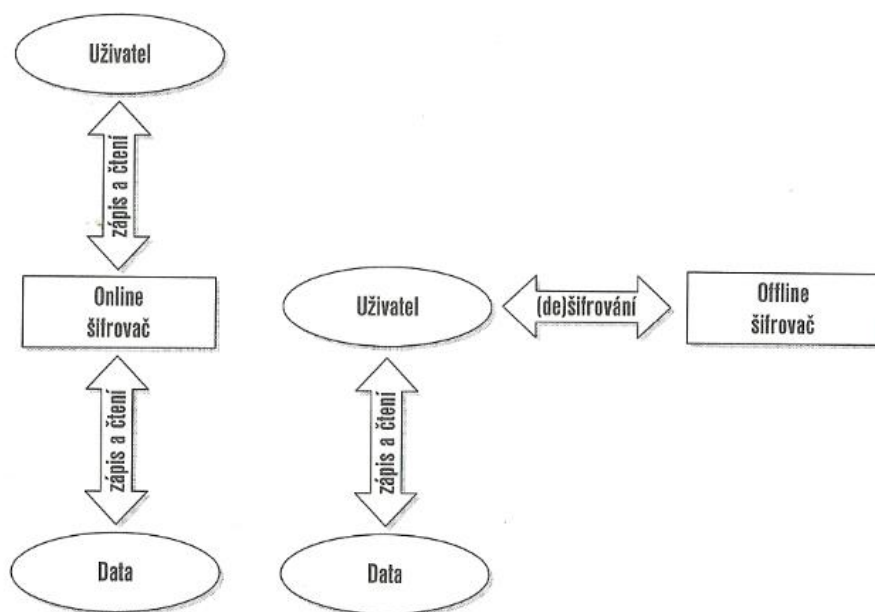 Uživatel
zápis a čtení
Online
šifrovač
zápis a čtení
Data
Uživatel
(de)šifrování
Offline
šifrovač
zápis a čtení
Data